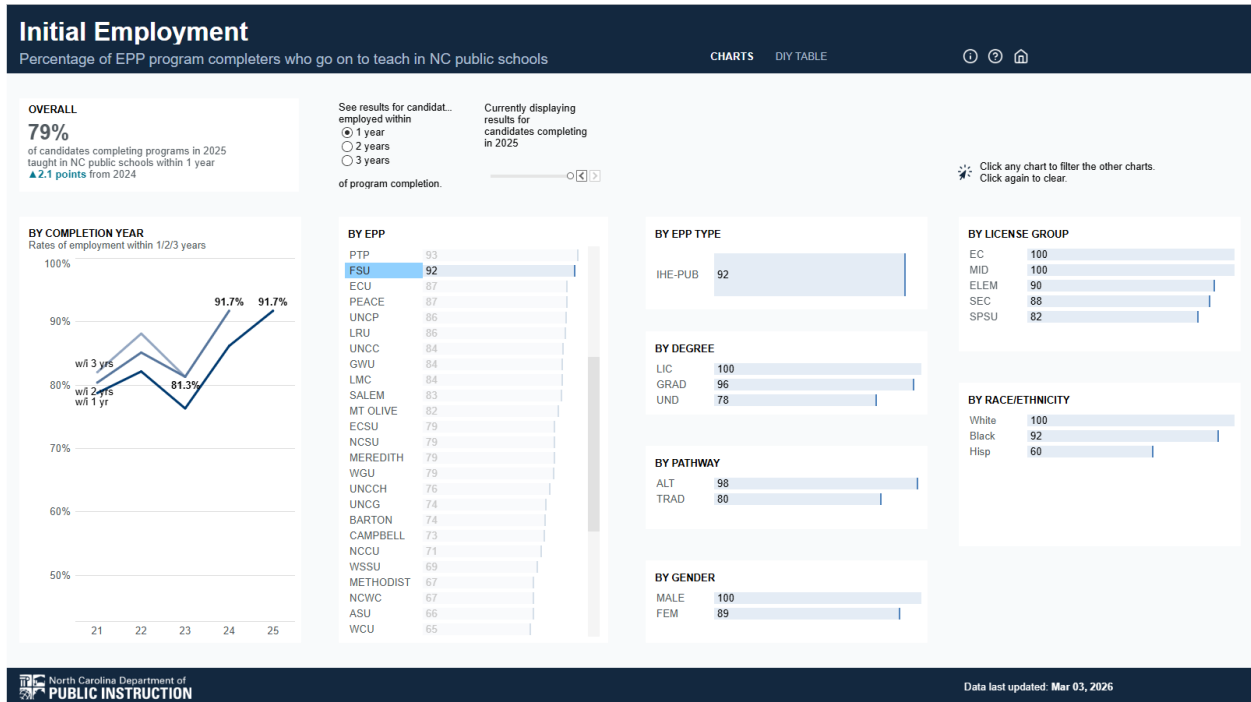 Initial Employment
Percentage of EPP program completers who go on to teach in NC public schools
CHARTS
DIY TABLE
OVERALL
79%
of candidates completing programs in 2025
taught in NC public schools within 1 year
▲2.1 points from 2024
See results for candidat...
employed within
1 year
2 years
3 years
of program completion.
Currently displaying
results for
candidates completing
in 2025
Click any chart to filter the other charts.
Click again to clear.
BY COMPLETION YEAR
Rates of employment within 1/2/3 years
100%
90%
80%
70%
60%
50%
w/i 3 yrs
w/i 2 yrs
w/i 1 yr
81.3%
91.7%
91.7%
21 22 23 24 25
BY EPP
PTP 93
FSU 92
ECU 87
PEACE 87
UNCP 86
LRU 86
UNCC 84
GWU 84
LMC 84
SALEM 83
MT OLIVE 82
ECSU 79
NCSU 79
MEREDITH 79
WGU 79
UNCCH 76
UNCG 74
BARTON 74
CAMPBELL 73
NCCU 71
WSSU 69
METHODIST 67
NCWC 67
ASU 66
WCU 65
BY EPP TYPE
IHE-PUB 92
BY DEGREE
LIC 100
GRAD 96
UND 78
BY PATHWAY
ALT 98
TRAD 80
BY GENDER
MALE 100
FEM 89
BY LICENSE GROUP
EC 100
MID 100
ELEM 90
SEC 88
SPSU 82
BY RACE/ETHNICITY
White 100
Black 92
Hisp 60
North Carolina Department of
PUBLIC INSTRUCTION
Data last updated: Mar 03, 2026